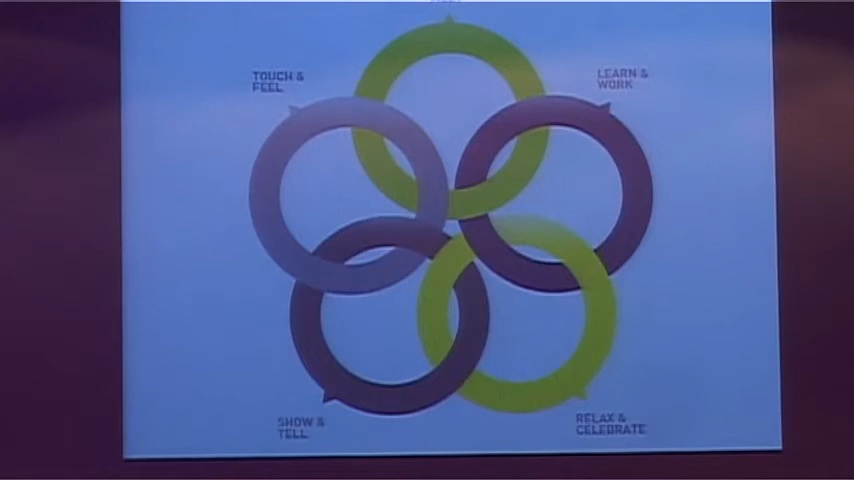 TOUCH &
FEEL
LEARN &
WORK
SHOW &
TELL
RELAX &
CELEBRATE